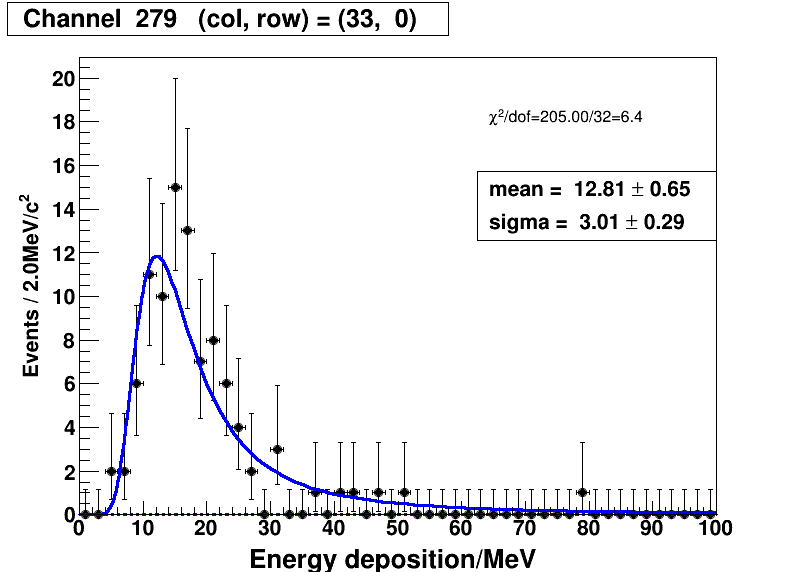 Channel 279 (col, row) = (33, 0)
χ²/dof=205.00/32=6.4
mean = 12.81 ± 0.65
sigma = 3.01 ± 0.29
Events / 2.0MeV/c²
20
18
16
14
12
10
8
6
4
2
0
0 10 20 30 40 50 60 70 80 90 100
Energy deposition/MeV